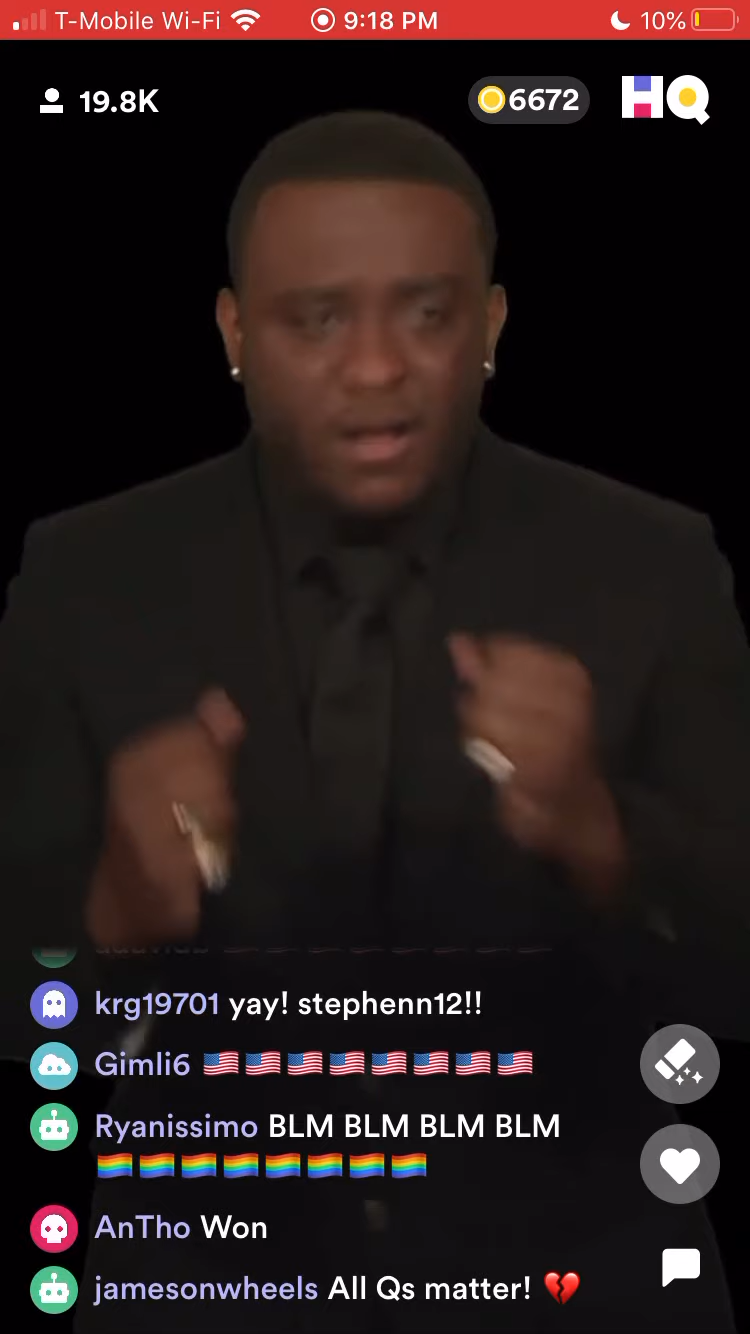 T-Mobile Wi-Fi 9:18 PM 10%
19.8K 6672 HQ
krg19701 yay! stephenn12!!
Gimli6 🇺🇸🇺🇸🇺🇸🇺🇸🇺🇸🇺🇸🇺🇸🇺🇸
Ryanissimo BLM BLM BLM BLM
🏳️‍🌈🏳️‍🌈🏳️‍🌈🏳️‍🌈🏳️‍🌈🏳️‍🌈🏳️‍🌈🏳️‍🌈
AnTho Won
jamesonwheels All Qs matter! 💔